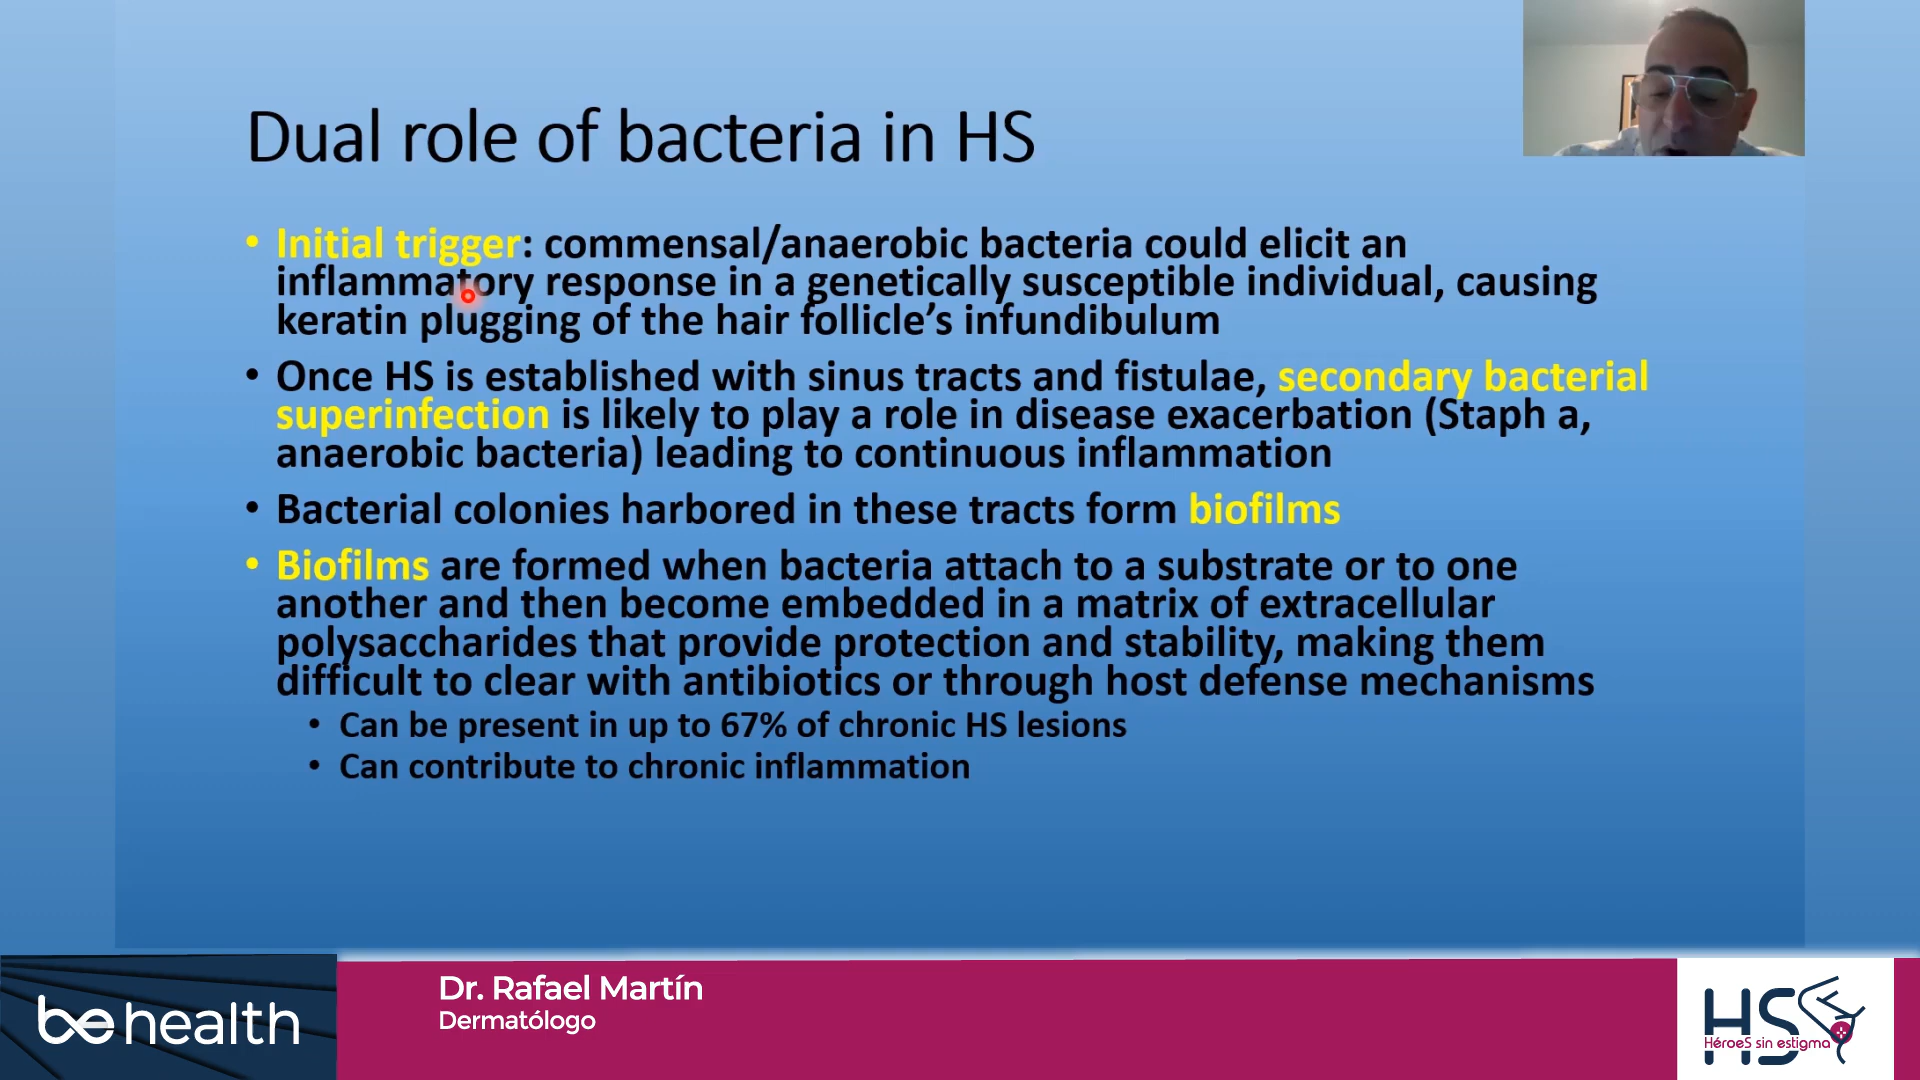 Dual role of bacteria in HS
• Initial trigger: commensal/anaerobic bacteria could elicit an
inflammatory response in a genetically susceptible individual, causing
keratin plugging of the hair follicle’s infundibulum
• Once HS is established with sinus tracts and fistulae, secondary bacterial
superinfection is likely to play a role in disease exacerbation (Staph a,
anaerobic bacteria) leading to continuous inflammation
• Bacterial colonies harbored in these tracts form biofilms
• Biofilms are formed when bacteria attach to a substrate or to one
another and then become embedded in a matrix of extracellular
polysaccharides that provide protection and stability, making them
difficult to clear with antibiotics or through host defense mechanisms
• Can be present in up to 67% of chronic HS lesions
• Can contribute to chronic inflammation
be health
Dr. Rafael Martín
Dermatólogo
HS
HéroeS sin estigma